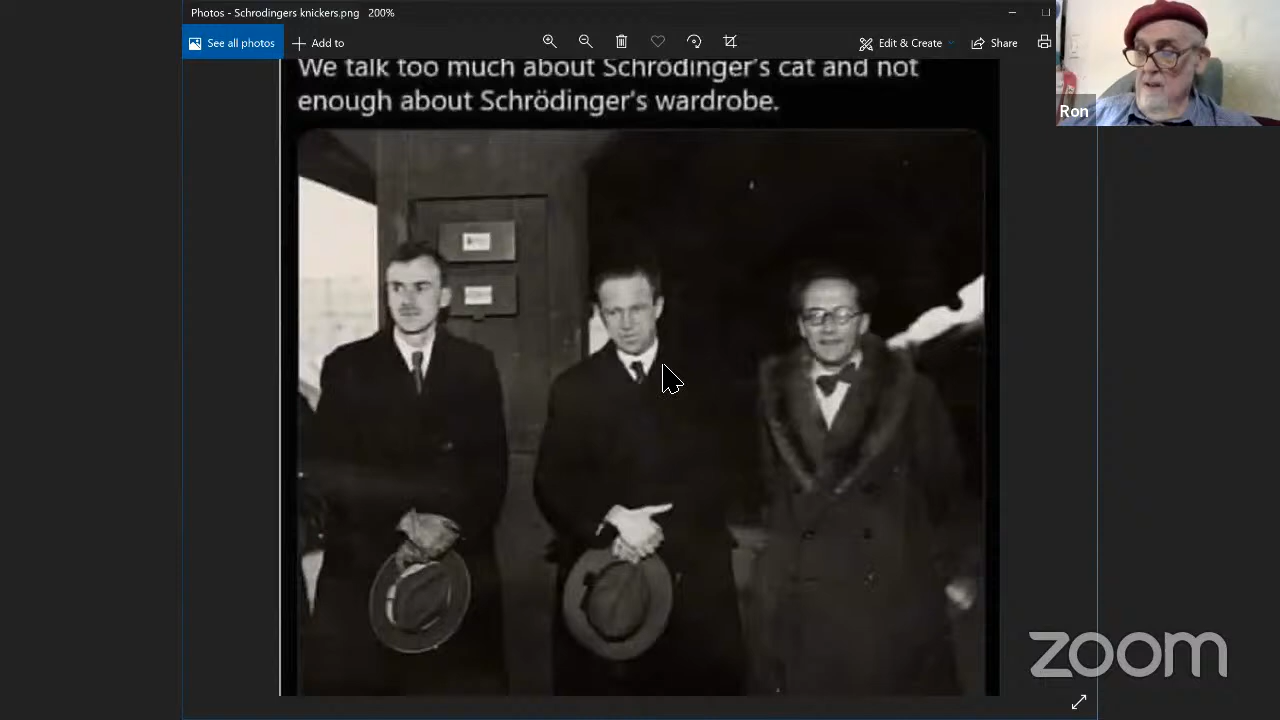 Photos - Schrodingers knickers.png 200%
See all photos
Add to
Edit & Create
Share
We talk too much about Schrödinger's cat and not
enough about Schrödinger's wardrobe.
Ron
zoom